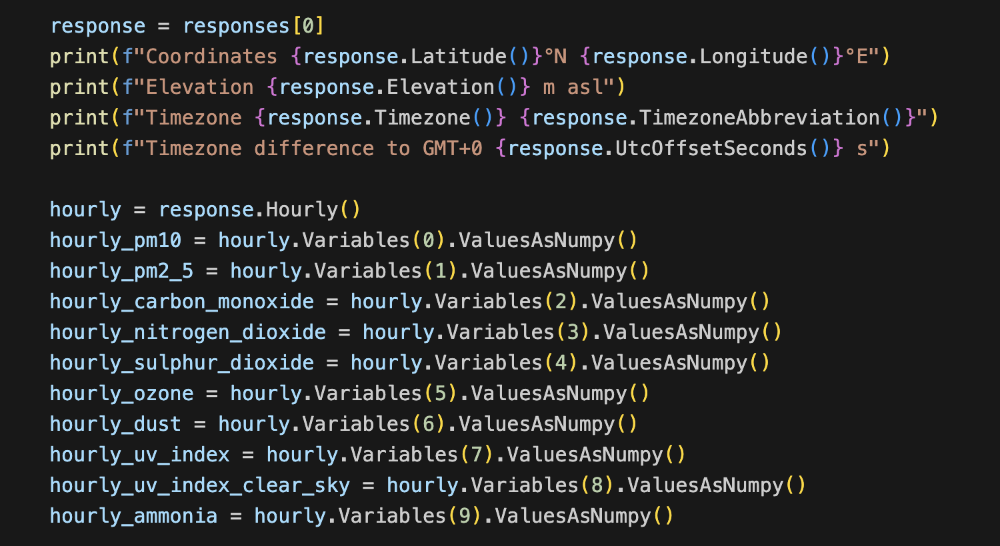 response = responses[0]
print(f"Coordinates {response.Latitude()}°N {response.Longitude()}°E")
print(f"Elevation {response.Elevation()} m asl")
print(f"Timezone {response.Timezone()} {response.TimezoneAbbreviation()}")
print(f"Timezone difference to GMT+0 {response.UtcOffsetSeconds()} s")
hourly = response.Hourly()
hourly_pm10 = hourly.Variables(0).ValuesAsNumpy()
hourly_pm2_5 = hourly.Variables(1).ValuesAsNumpy()
hourly_carbon_monoxide = hourly.Variables(2).ValuesAsNumpy()
hourly_nitrogen_dioxide = hourly.Variables(3).ValuesAsNumpy()
hourly_sulphur_dioxide = hourly.Variables(4).ValuesAsNumpy()
hourly_ozone = hourly.Variables(5).ValuesAsNumpy()
hourly_dust = hourly.Variables(6).ValuesAsNumpy()
hourly_uv_index = hourly.Variables(7).ValuesAsNumpy()
hourly_uv_index_clear_sky = hourly.Variables(8).ValuesAsNumpy()
hourly_ammonia = hourly.Variables(9).ValuesAsNumpy()